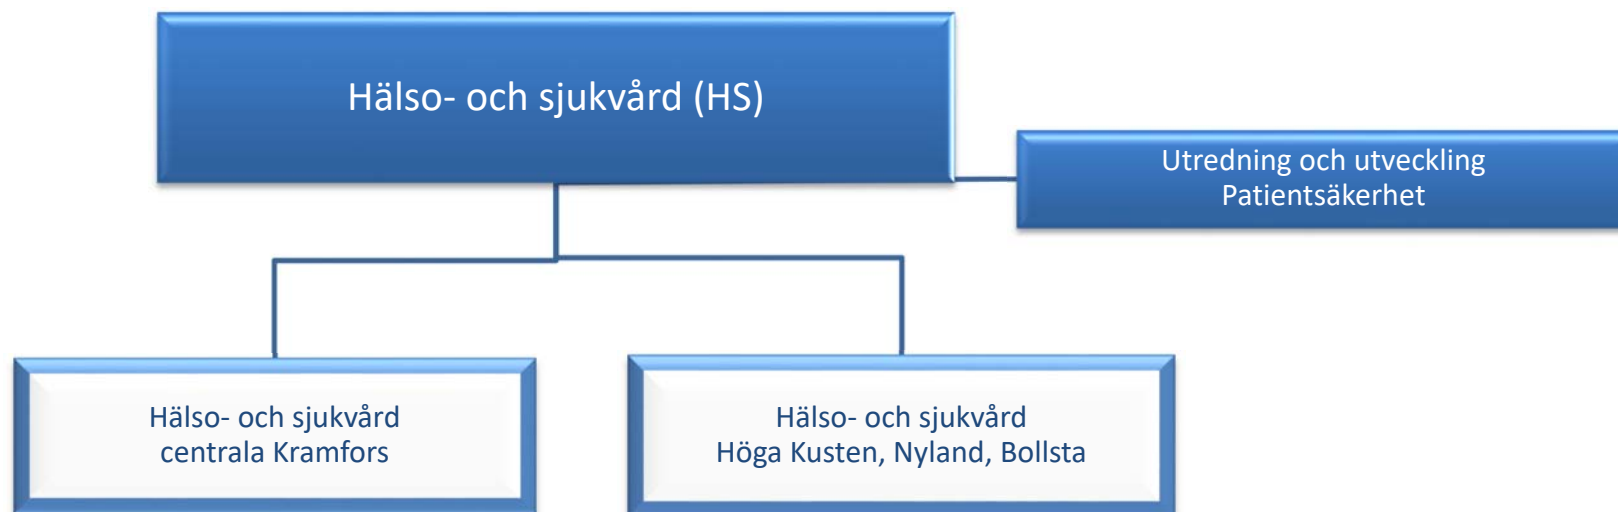 Hälso- och sjukvård (HS)
Utredning och utveckling
Patientsäkerhet
Hälso- och sjukvård
centrala Kramfors
Hälso- och sjukvård
Höga Kusten, Nyland, Bollsta